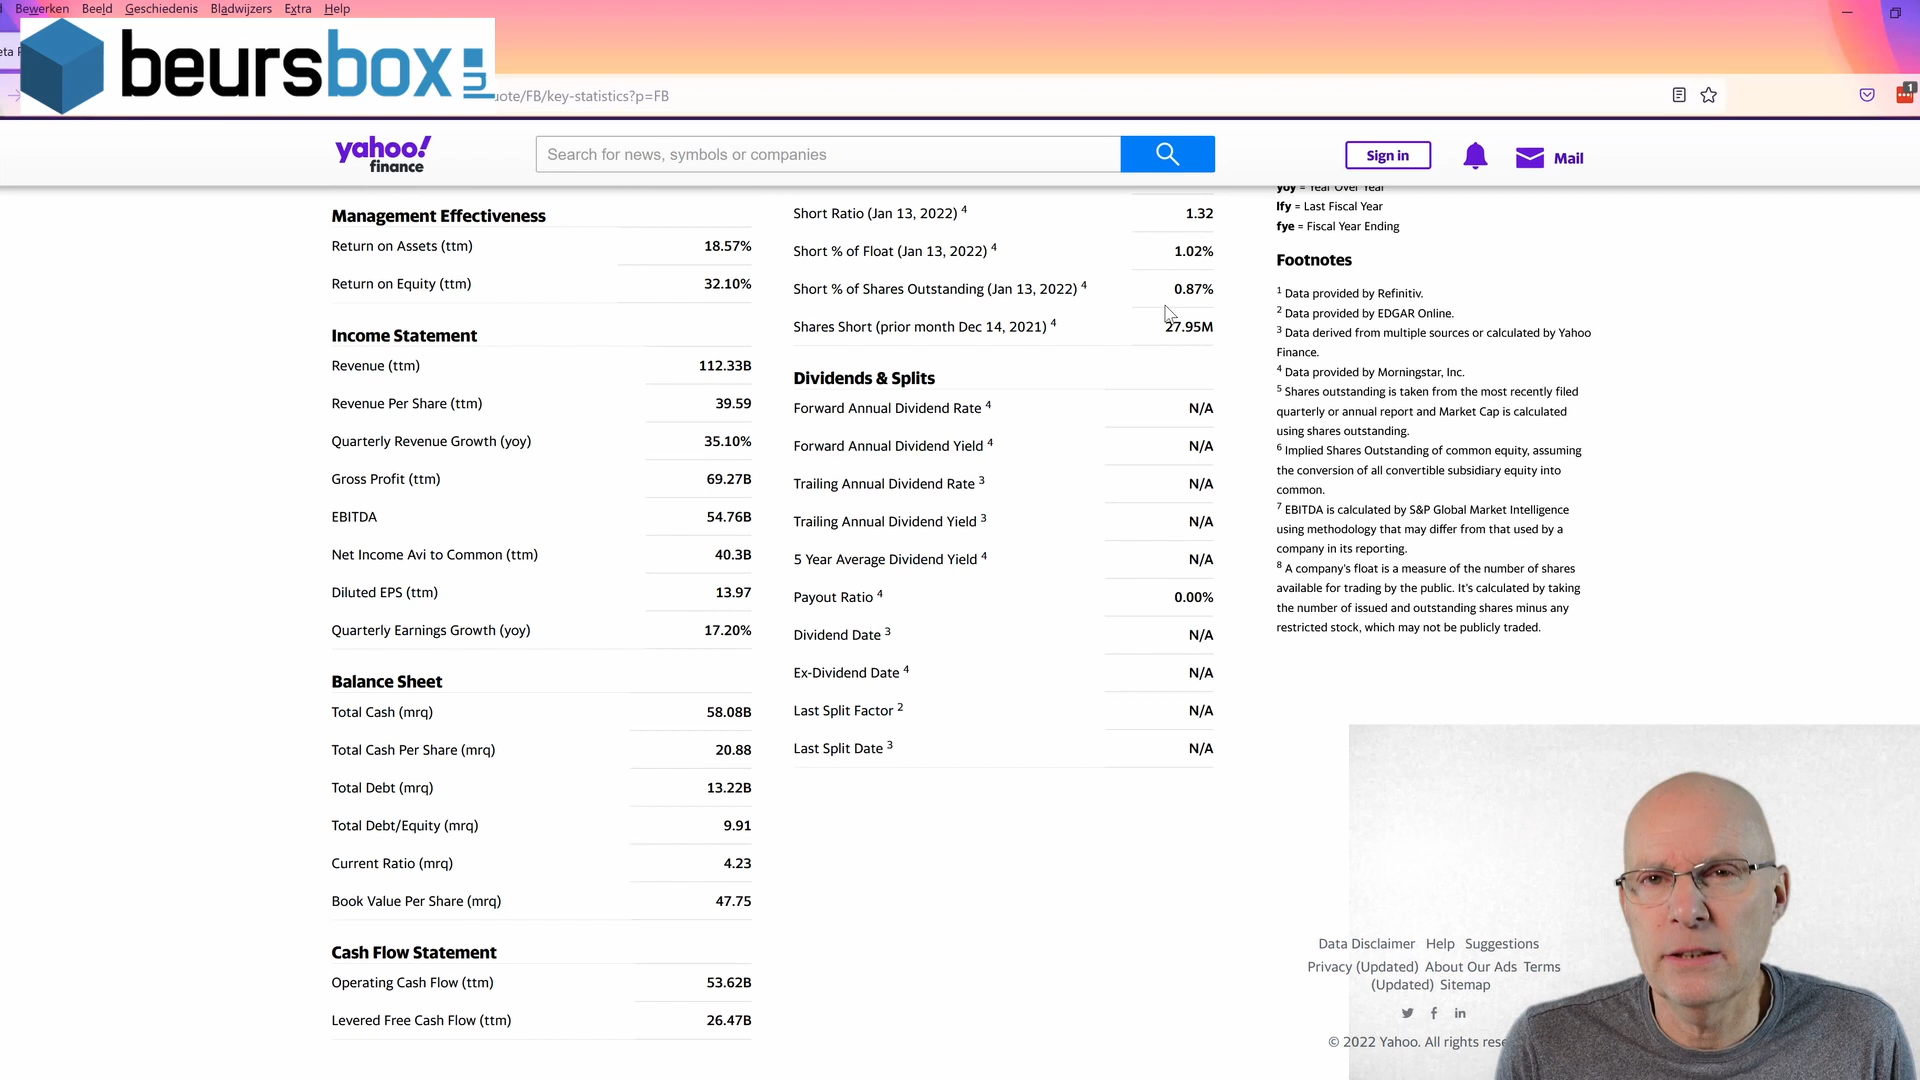 Bewerken Beeld Geschiedenis Bladwijzers Extra Help
beursbox.nl
ote/FB/key-statistics?p=FB
1
yahoo!
finance
Search for news, symbols or companies
Sign in
Mail
Management Effectiveness
Return on Assets (ttm) 18.57%
Return on Equity (ttm) 32.10%
Income Statement
Revenue (ttm) 112.33B
Revenue Per Share (ttm) 39.59
Quarterly Revenue Growth (yoy) 35.10%
Gross Profit (ttm) 69.27B
EBITDA 54.76B
Net Income Avi to Common (ttm) 40.3B
Diluted EPS (ttm) 13.97
Quarterly Earnings Growth (yoy) 17.20%
Balance Sheet
Total Cash (mrq) 58.08B
Total Cash Per Share (mrq) 20.88
Total Debt (mrq) 13.22B
Total Debt/Equity (mrq) 9.91
Current Ratio (mrq) 4.23
Book Value Per Share (mrq) 47.75
Cash Flow Statement
Operating Cash Flow (ttm) 53.62B
Levered Free Cash Flow (ttm) 26.47B
Short Ratio (Jan 13, 2022) 4 1.32
Short % of Float (Jan 13, 2022) 4 1.02%
Short % of Shares Outstanding (Jan 13, 2022) 4 0.87%
Shares Short (prior month Dec 14, 2021) 4 27.95M
Dividends & Splits
Forward Annual Dividend Rate 4 N/A
Forward Annual Dividend Yield 4 N/A
Trailing Annual Dividend Rate 3 N/A
Trailing Annual Dividend Yield 3 N/A
5 Year Average Dividend Yield 4 N/A
Payout Ratio 4 0.00%
Dividend Date 3 N/A
Ex-Dividend Date 4 N/A
Last Split Factor 2 N/A
Last Split Date 3 N/A
yoy = Year Over Year
lfy = Last Fiscal Year
fye = Fiscal Year Ending
Footnotes
1 Data provided by Refinitiv.
2 Data provided by EDGAR Online.
3 Data derived from multiple sources or calculated by Yahoo
Finance.
4 Data provided by Morningstar, Inc.
5 Shares outstanding is taken from the most recently filed
quarterly or annual report and Market Cap is calculated
using shares outstanding.
6 Implied Shares Outstanding of common equity, assuming
the conversion of all convertible subsidiary equity into
common.
7 EBITDA is calculated by S&P Global Market Intelligence
using methodology that may differ from that used by a
company in its reporting.
8 A company's float is a measure of the number of shares
available for trading by the public. It's calculated by taking
the number of issued and outstanding shares minus any
restricted stock, which may not be publicly traded.
Data Disclaimer Help Suggestions
Privacy (Updated) About Our Ads Terms
(Updated) Sitemap
© 2022 Yahoo. All rights rese